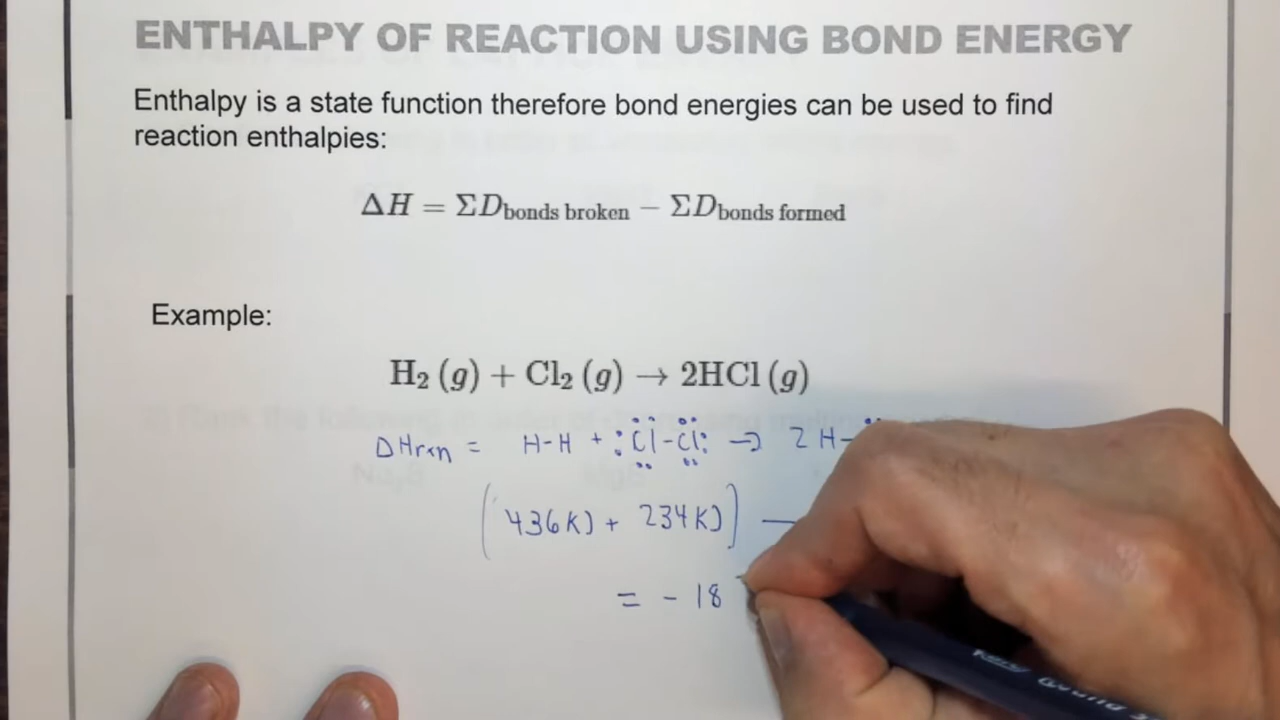 ENTHALPY OF REACTION USING BOND ENERGY
Enthalpy is a state function therefore bond energies can be used to find
reaction enthalpies:
ΔH = ΣD_bonds broken − ΣD_bonds formed
Example:
H₂ (g) + Cl₂ (g) → 2HCl (g)
ΔHrxn = H-H + :Cl-Cl: → 2 H-
(436kJ + 234kJ) —
= - 18